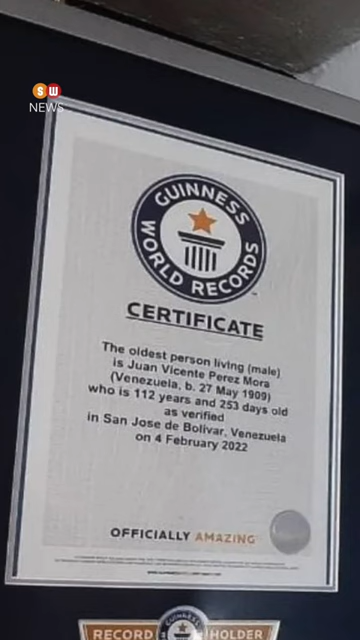 SW
NEWS
GUINNESS
WORLD RECORDS
CERTIFICATE
The oldest person living (male)
is Juan Vicente Perez Mora
(Venezuela, b. 27 May 1909)
who is 112 years and 253 days old
as verified
in San Jose de Bolivar, Venezuela
on 4 February 2022
OFFICIALLY AMAZING
GUINNESS
RECORD HOLDER